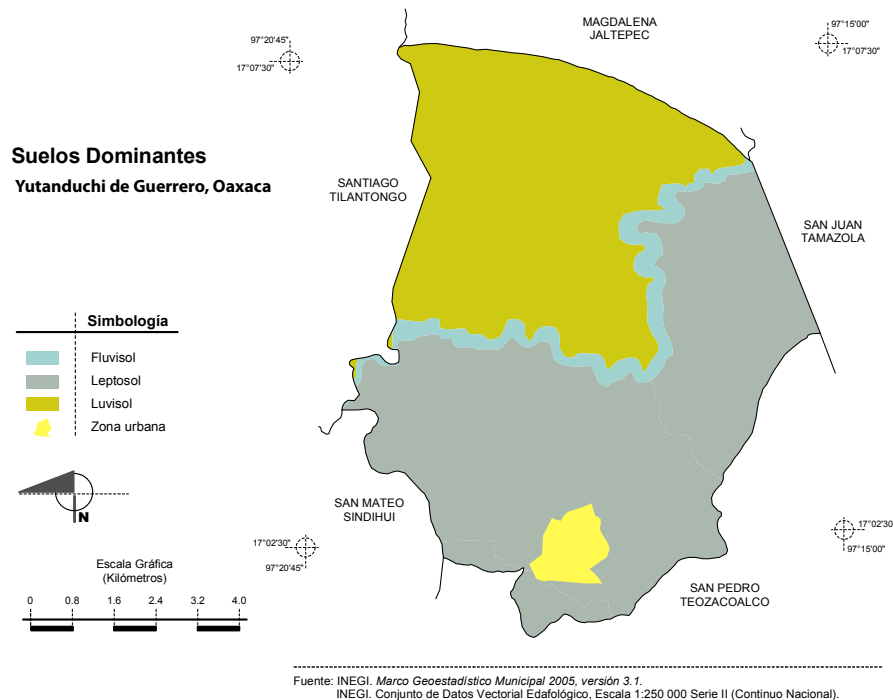 MAGDALENA
JALTEPEC
97°20'45"
17°07'30"
97°15'00"
17°07'30"
Suelos Dominantes
Yutanduchi de Guerrero, Oaxaca
SANTIAGO
TILANTONGO
SAN JUAN
TAMAZOLA
Simbología
Fluvisol
Leptosol
Luvisol
Zona urbana
N
SAN MATEO
SINDIHUI
17°02'30"
97°20'45"
17°02'30
97°15'00"
Escala Gráfica
(Kilómetros)
0 0.8 1.6 2.4 3.2 4.0
SAN PEDRO
TEOZACOALCO
Fuente: INEGI. Marco Geoestadístico Municipal 2005, versión 3.1.
INEGI. Conjunto de Datos Vectorial Edafológico, Escala 1:250 000 Serie II (Continuo Nacional).